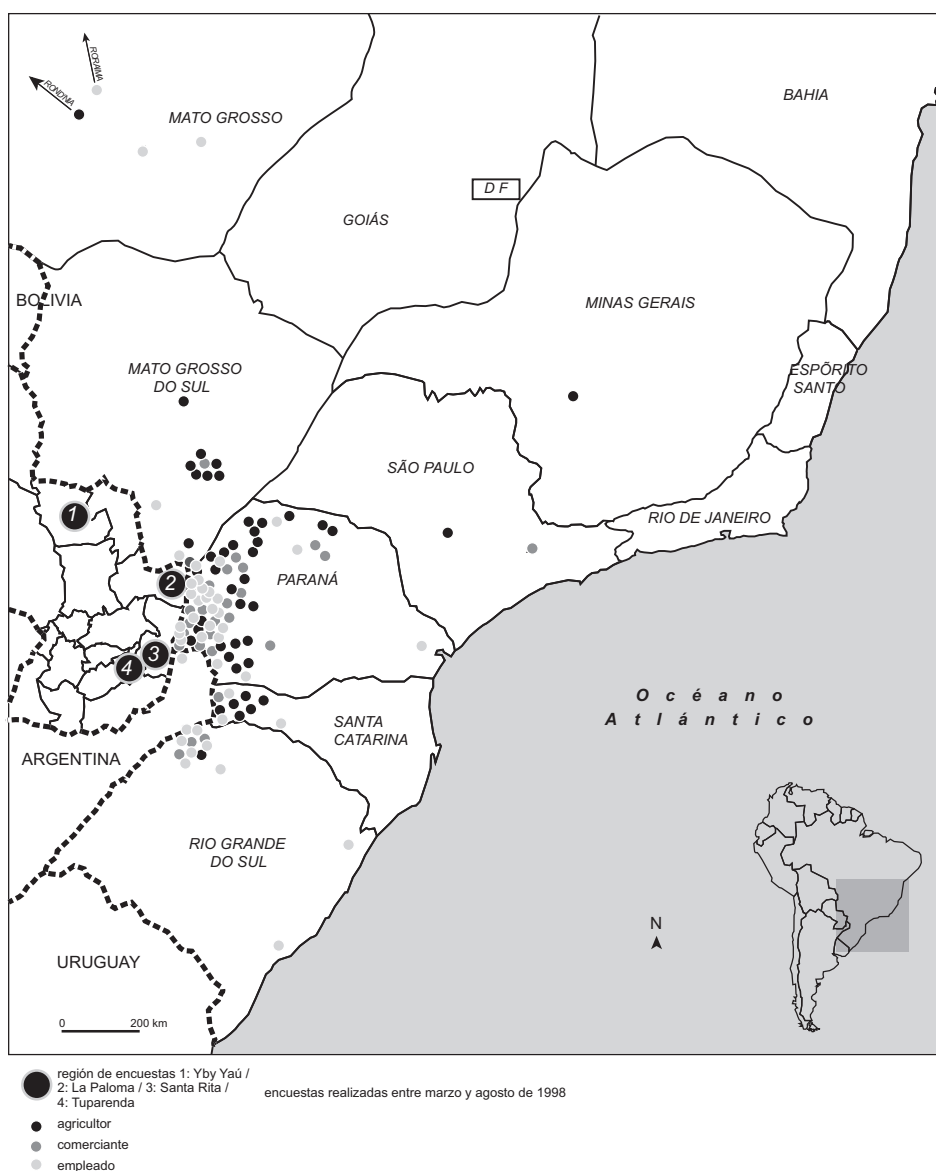 RORAIMA
RONDNIA
MATO GROSSO
BAHIA
D F
GOIÁS
BOLIVIA
MINAS GERAIS
MATO GROSSO
DO SUL
ESPÕRITO
SANTO
SÃO PAULO
1
RIO DE JANEIRO
2
PARANÁ
3
4
Océano
Atlántico
SANTA
CATARINA
ARGENTINA
RIO GRANDE
DO SUL
N
URUGUAY
0 200 km
región de encuestas 1: Yby Yaú /
2: La Paloma / 3: Santa Rita /
4: Tuparenda
encuestas realizadas entre marzo y agosto de 1998
agricultor
comerciante
empleado